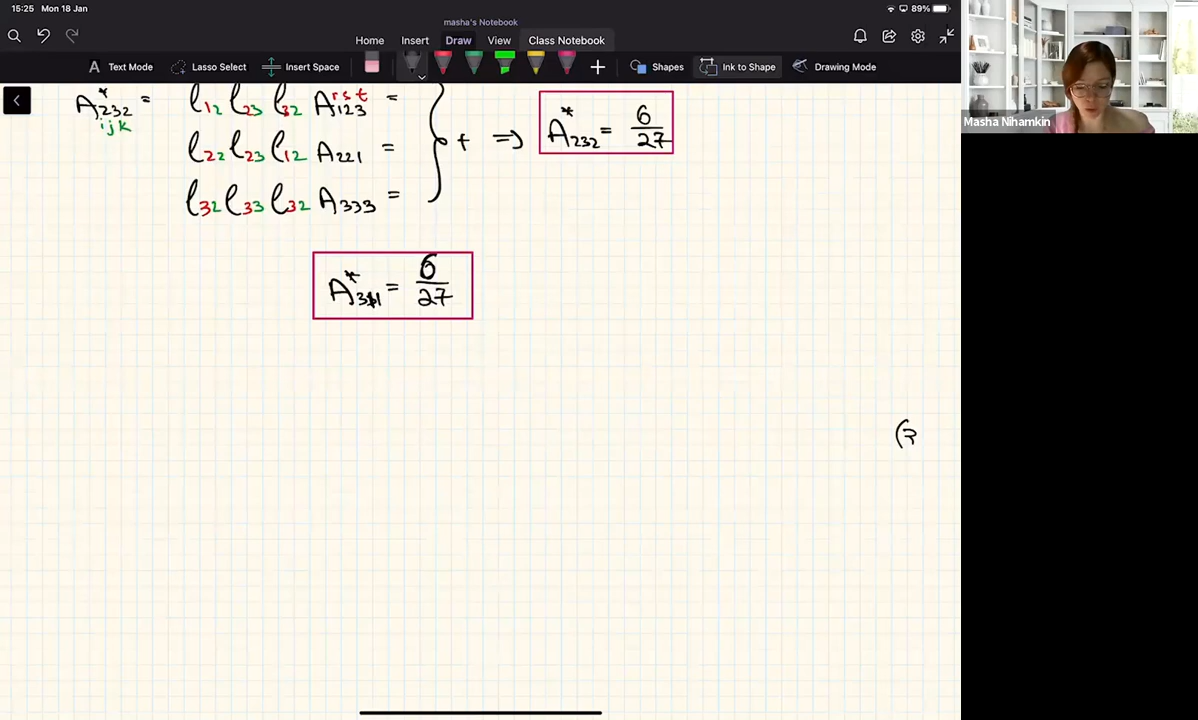 15:25 Mon 18 Jan
89%
masha's Notebook
Home Insert Draw View Class Notebook
Text Mode Lasso Select Insert Space Shapes Ink to Shape Drawing Mode
Masha Nihamkin
A*232 = l12 l23 l32 A123 =
rst
ijk
l22 l23 l12 A221 =
l32 l33 l32 A333 =
} + => A*232 = 6/27
A*311 = 6/27
(3